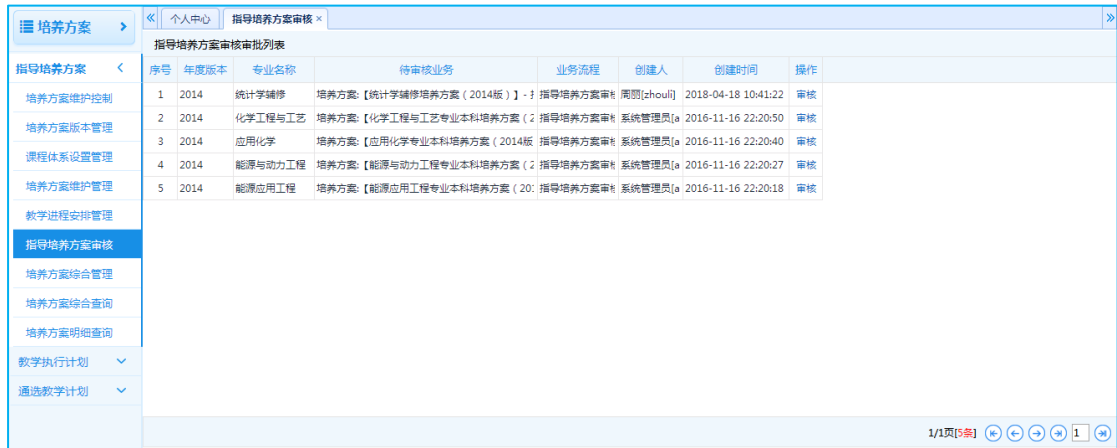 培养方案
个人中心 指导培养方案审核 ×
指导培养方案审核审批列表
指导培养方案
培养方案维护控制
培养方案版本管理
课程体系设置管理
培养方案维护管理
教学进程安排管理
指导培养方案审核
培养方案综合管理
培养方案综合查询
培养方案明细查询
教学执行计划
通选教学计划
序号 年度版本 专业名称 待审核业务 业务流程 创建人 创建时间 操作
1 2014 统计学辅修 培养方案:【统计学辅修培养方案（2014版）】- 指导培养方案审 周丽[zhouli] 2018-04-18 10:41:22 审核
2 2014 化学工程与工艺 培养方案:【化学工程与工艺专业本科培养方案（2 指导培养方案审 系统管理员[a 2016-11-16 22:20:50 审核
3 2014 应用化学 培养方案:【应用化学专业本科培养方案（2014版 指导培养方案审 系统管理员[a 2016-11-16 22:20:40 审核
4 2014 能源与动力工程 培养方案:【能源与动力工程专业本科培养方案（2 指导培养方案审 系统管理员[a 2016-11-16 22:20:27 审核
5 2014 能源应用工程 培养方案:【能源应用工程专业本科培养方案（201 指导培养方案审 系统管理员[a 2016-11-16 22:20:18 审核
1/1页[5条] 1